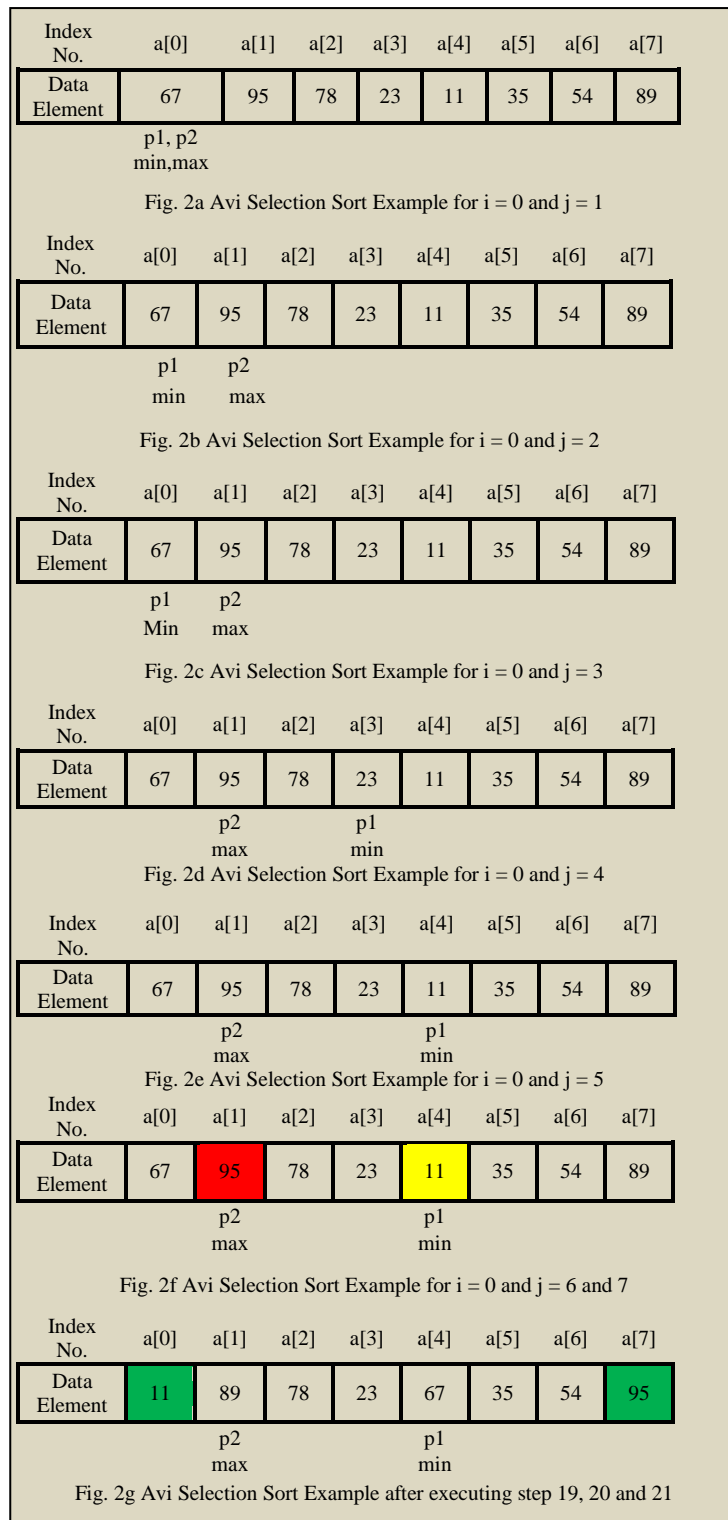 Index
No. a[0] a[1] a[2] a[3] a[4] a[5] a[6] a[7]
Data
Element 67 95 78 23 11 35 54 89
p1, p2
min,max
Fig. 2a Avi Selection Sort Example for i = 0 and j = 1
Index
No. a[0] a[1] a[2] a[3] a[4] a[5] a[6] a[7]
Data
Element 67 95 78 23 11 35 54 89
p1 p2
min max
Fig. 2b Avi Selection Sort Example for i = 0 and j = 2
Index
No. a[0] a[1] a[2] a[3] a[4] a[5] a[6] a[7]
Data
Element 67 95 78 23 11 35 54 89
p1 p2
Min max
Fig. 2c Avi Selection Sort Example for i = 0 and j = 3
Index
No. a[0] a[1] a[2] a[3] a[4] a[5] a[6] a[7]
Data
Element 67 95 78 23 11 35 54 89
p2 p1
max min
Fig. 2d Avi Selection Sort Example for i = 0 and j = 4
Index a[0] a[1] a[2] a[3] a[4] a[5] a[6] a[7]
No.
Data
Element 67 95 78 23 11 35 54 89
p2 p1
max min
Fig. 2e Avi Selection Sort Example for i = 0 and j = 5
Index
No. a[0] a[1] a[2] a[3] a[4] a[5] a[6] a[7]
Data
Element 67 95 78 23 11 35 54 89
p2 p1
max min
Fig. 2f Avi Selection Sort Example for i = 0 and j = 6 and 7
Index
No. a[0] a[1] a[2] a[3] a[4] a[5] a[6] a[7]
Data
Element 11 89 78 23 67 35 54 95
p2 p1
max min
Fig. 2g Avi Selection Sort Example after executing step 19, 20 and 21